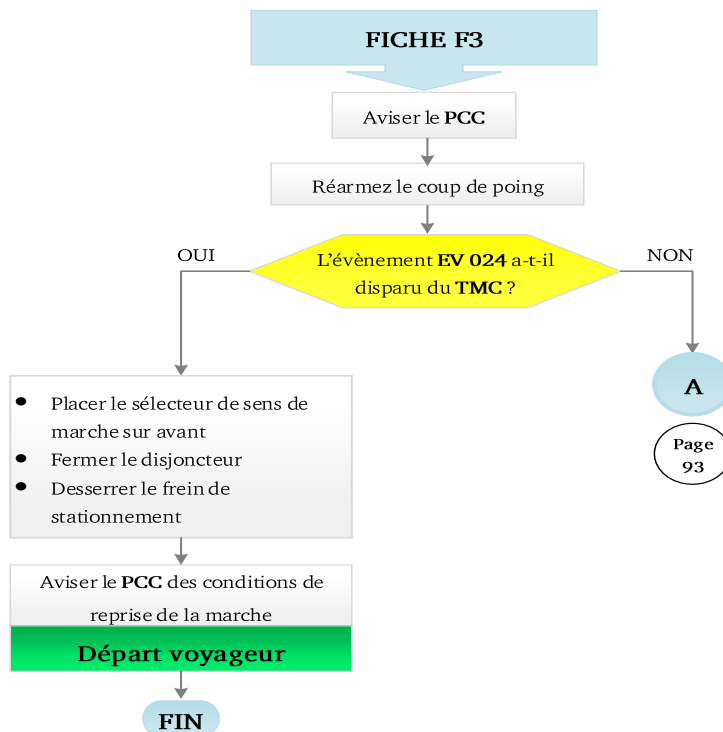 FICHE F3
Aviser le PCC
Réarmez le coup de poing
OUI
L'évènement EV 024 a-t-il
disparu du TMC ?
NON
A
Page
93
• Placer le sélecteur de sens de
marche sur avant
• Fermer le disjoncteur
• Desserrer le frein de
stationnement
Aviser le PCC des conditions de
reprise de la marche
Départ voyageur
FIN